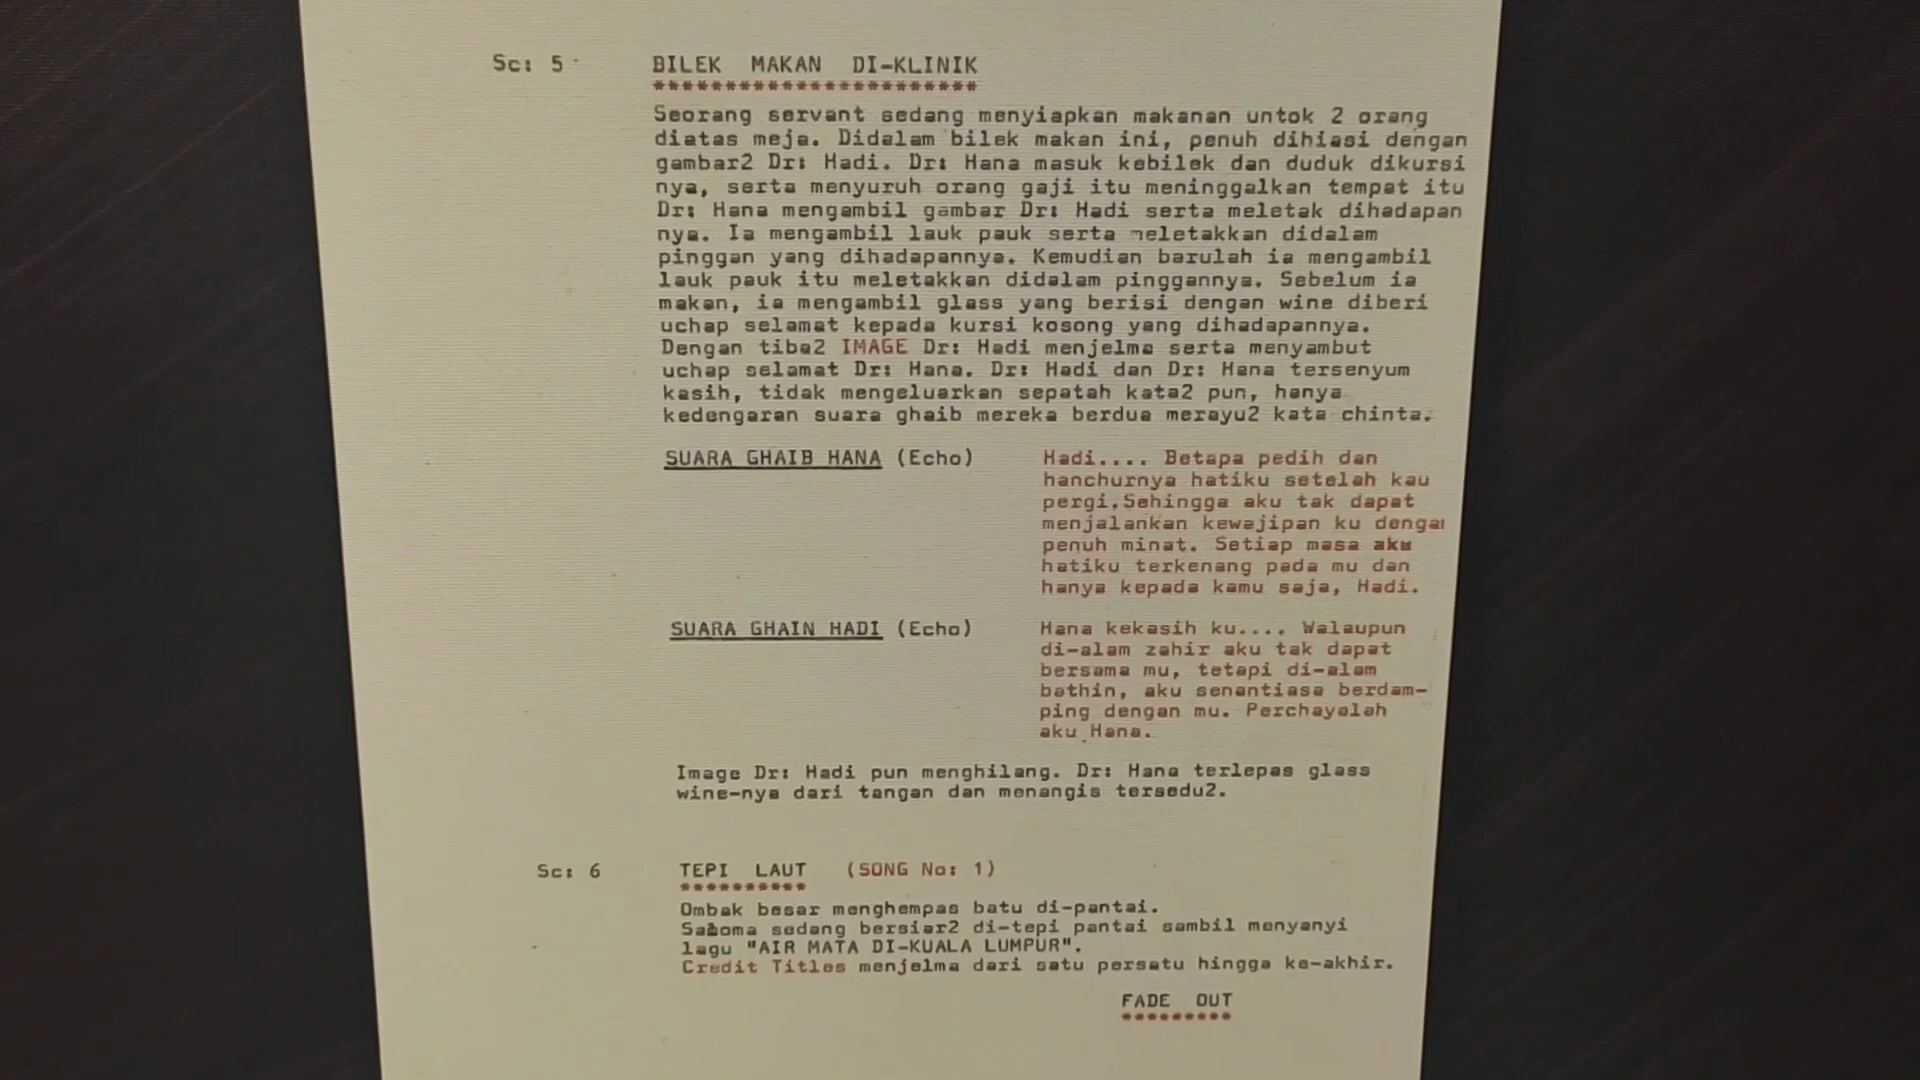 Sc: 5 BILEK MAKAN DI-KLINIK
*********************
Seorang servant sedang menyiapkan makanan untok 2 orang
diatas meja. Didalam bilek makan ini, penuh dihiasi dengan
gambar2 Dr: Hadi. Dr: Hana masuk kebilek dan duduk dikursi
nya, serta menyuruh orang gaji itu meninggalkan tempat itu
Dr: Hana mengambil gambar Dr: Hadi serta meletak dihadapan
nya. Ia mengambil lauk pauk serta meletakkan didalam
pinggan yang dihadapannya. Kemudian barulah ia mengambil
lauk pauk itu meletakkan didalam pinggannya. Sebelum ia
makan, ia mengambil glass yang berisi dengan wine diberi
uchap selamat kepada kursi kosong yang dihadapannya.
Dengan tiba2 IMAGE Dr: Hadi menjelma serta menyambut
uchap selamat Dr: Hana. Dr: Hadi dan Dr: Hana tersenyum
kasih, tidak mengeluarkan sepatah kata2 pun, hanya
kedengaran suara ghaib mereka berdua merayu2 kata chinta.
SUARA GHAIB HANA (Echo) Hadi.... Betapa pedih dan
hanchurnya hatiku setelah kau
pergi.Sehingga aku tak dapat
menjalankan kewajipan ku dengan
penuh minat. Setiap masa aku
hatiku terkenang pada mu dan
hanya kepada kamu saja, Hadi.
SUARA GHAIN HADI (Echo) Hana kekasih ku.... Walaupun
di-alam zahir aku tak dapat
bersama mu, tetapi di-alam
bathin, aku senantiasa berdam-
ping dengan mu. Perchayalah
aku Hana.
Image Dr: Hadi pun menghilang. Dr: Hana terlepas glass
wine-nya dari tangan dan menangis tersedu2.
Sc: 6 TEPI LAUT (SONG No: 1)
**********
Ombak besar menghempas batu di-pantai.
Saloma sedang bersiar2 di-tepi pantai sambil menyanyi
lagu "AIR MATA DI-KUALA LUMPUR".
Credit Titles menjelma dari satu persatu hingga ke-akhir.
FADE OUT
*********